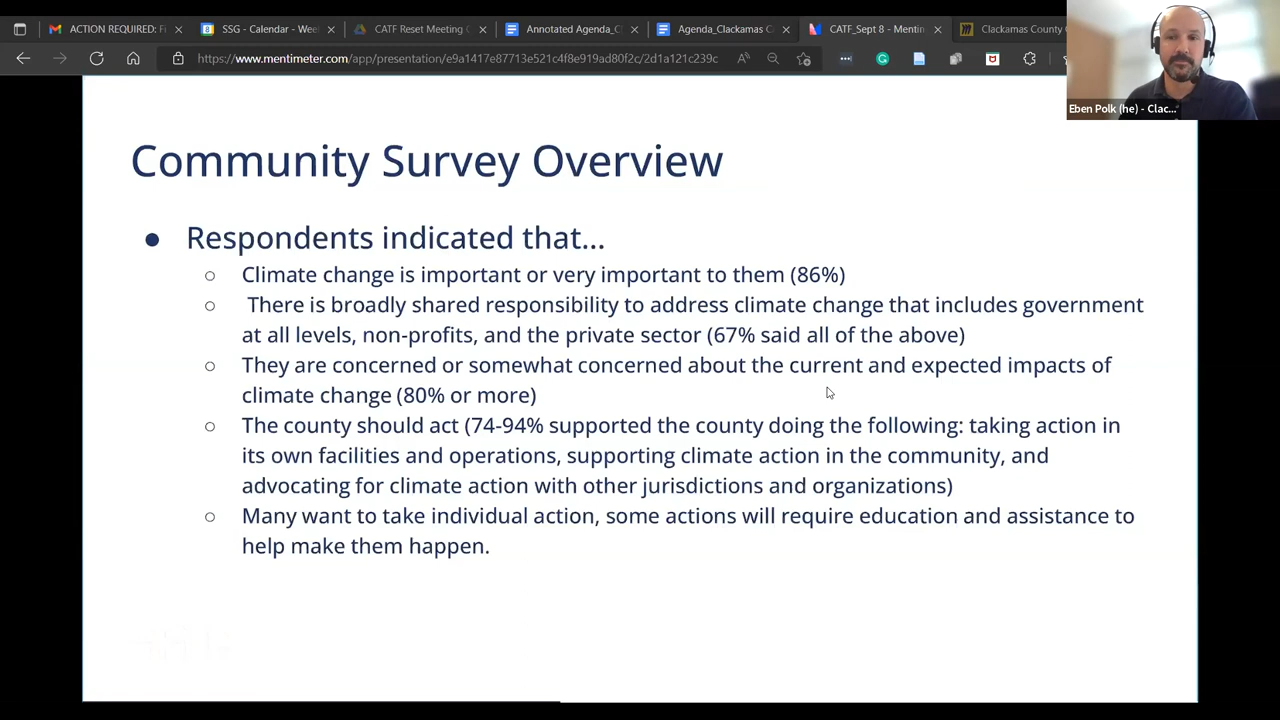 ACTION REQUIRED: Fi
SSG - Calendar - Wee
CATF Reset Meeting
Annotated Agenda_C
Agenda_Clackamas C
CATF_Sept 8 - Mentin
Clackamas County
https://www.mentimeter.com/app/presentation/e9a1417e87713e521c4f8e919ad80f2c/2d1a121c239c
Eben Polk (he) - Clac...
Community Survey Overview
● Respondents indicated that...
○ Climate change is important or very important to them (86%)
○ There is broadly shared responsibility to address climate change that includes government
at all levels, non-profits, and the private sector (67% said all of the above)
○ They are concerned or somewhat concerned about the current and expected impacts of
climate change (80% or more)
○ The county should act (74-94% supported the county doing the following: taking action in
its own facilities and operations, supporting climate action in the community, and
advocating for climate action with other jurisdictions and organizations)
○ Many want to take individual action, some actions will require education and assistance to
help make them happen.